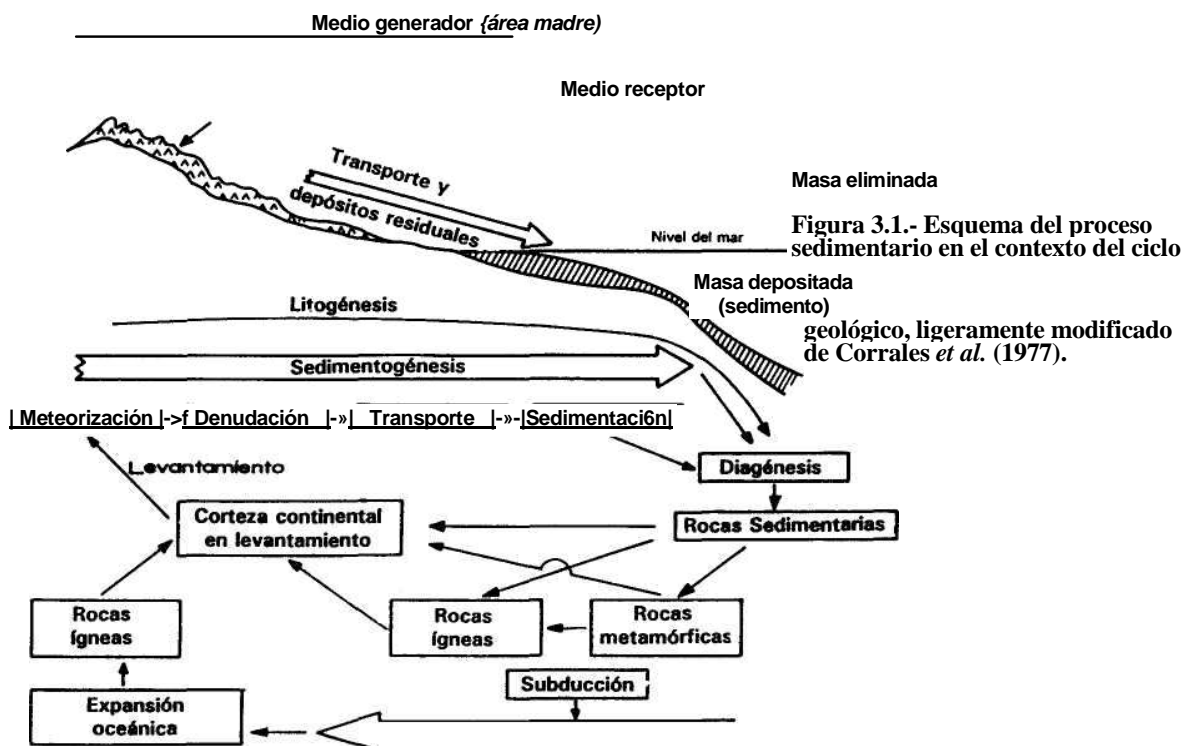 Medio generador {área madre)
Medio receptor
Transporte y
depósitos residuales
Masa eliminada
Figura 3.1.- Esquema del proceso
sedimentario en el contexto del ciclo
Nivel del mar
Masa depositada
(sedimento)
geológico, ligeramente modificado
de Corrales et al. (1977).
Litogénesis
Sedimentogénesis
| Meteorización |->f Denudación |-»| Transporte |-»-|Sedimentaci6n|
Levantamiento
Diagénesis
Corteza continental
en levantamiento
Rocas Sedimentarias
Rocas
ígneas
Rocas
ígneas
Rocas
metamórficas
Subducción
Expansión
oceánica